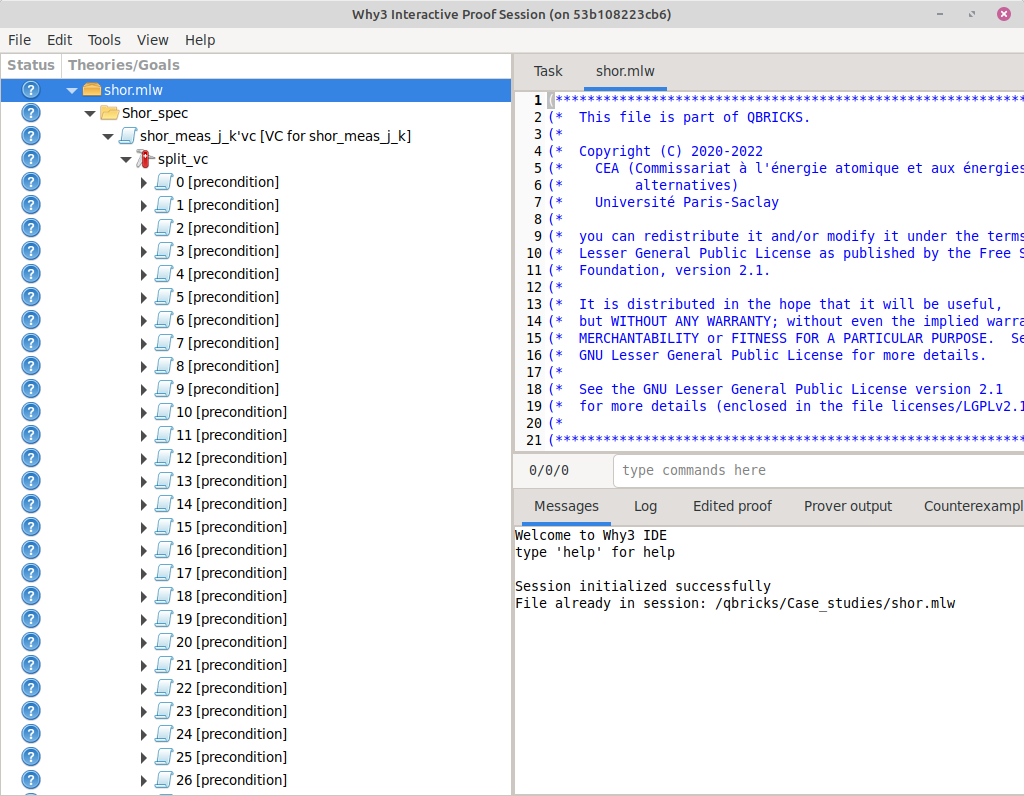 Why3 Interactive Proof Session (on 53b108223cb6)
File Edit Tools View Help
Status Theories/Goals
shor.mlw
Shor_spec
shor_meas_j_k'vc [VC for shor_meas_j_k]
split_vc
0 [precondition]
1 [precondition]
2 [precondition]
3 [precondition]
4 [precondition]
5 [precondition]
6 [precondition]
7 [precondition]
8 [precondition]
9 [precondition]
10 [precondition]
11 [precondition]
12 [precondition]
13 [precondition]
14 [precondition]
15 [precondition]
16 [precondition]
17 [precondition]
18 [precondition]
19 [precondition]
20 [precondition]
21 [precondition]
22 [precondition]
23 [precondition]
24 [precondition]
25 [precondition]
26 [precondition]
Task shor.mlw
1 (************************************************************
2 (*  This file is part of QBRICKS.
3 (*
4 (*  Copyright (C) 2020-2022
5 (*    CEA (Commissariat à l'énergie atomique et aux énergies
6 (*         alternatives)
7 (*    Université Paris-Saclay
8 (*
9 (*  you can redistribute it and/or modify it under the terms
10 (*  Lesser General Public License as published by the Free S
11 (*  Foundation, version 2.1.
12 (*
13 (*  It is distributed in the hope that it will be useful,
14 (*  but WITHOUT ANY WARRANTY; without even the implied warra
15 (*  MERCHANTABILITY or FITNESS FOR A PARTICULAR PURPOSE.  Se
16 (*  GNU Lesser General Public License for more details.
17 (*
18 (*  See the GNU Lesser General Public License version 2.1
19 (*  for more details (enclosed in the file licenses/LGPLv2.1
20 (*
21 (************************************************************
0/0/0 type commands here
Messages Log Edited proof Prover output Counterexampl
Welcome to Why3 IDE
type 'help' for help
Session initialized successfully
File already in session: /qbricks/Case_studies/shor.mlw